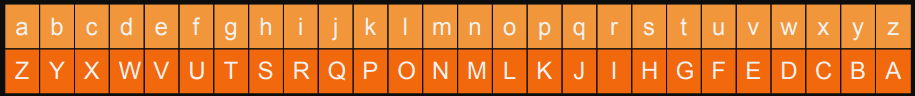 a b c d e f g h i j k l m n o p q r s t u v w x y z
Z Y X W V U T S R Q P O N M L K J I H G F E D C B A